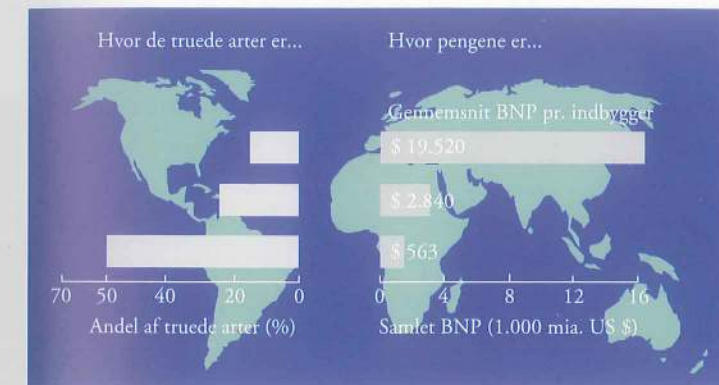 Hvor de truede arter er...
Hvor pengene er...
Gennemsnit BNP pr. indbygger
$ 19.520
$ 2.840
$ 563
70 50 20 0
0 4 8 12 16
Andel af truede arter (%)
Samlet BNP (1.000 mia. US $)